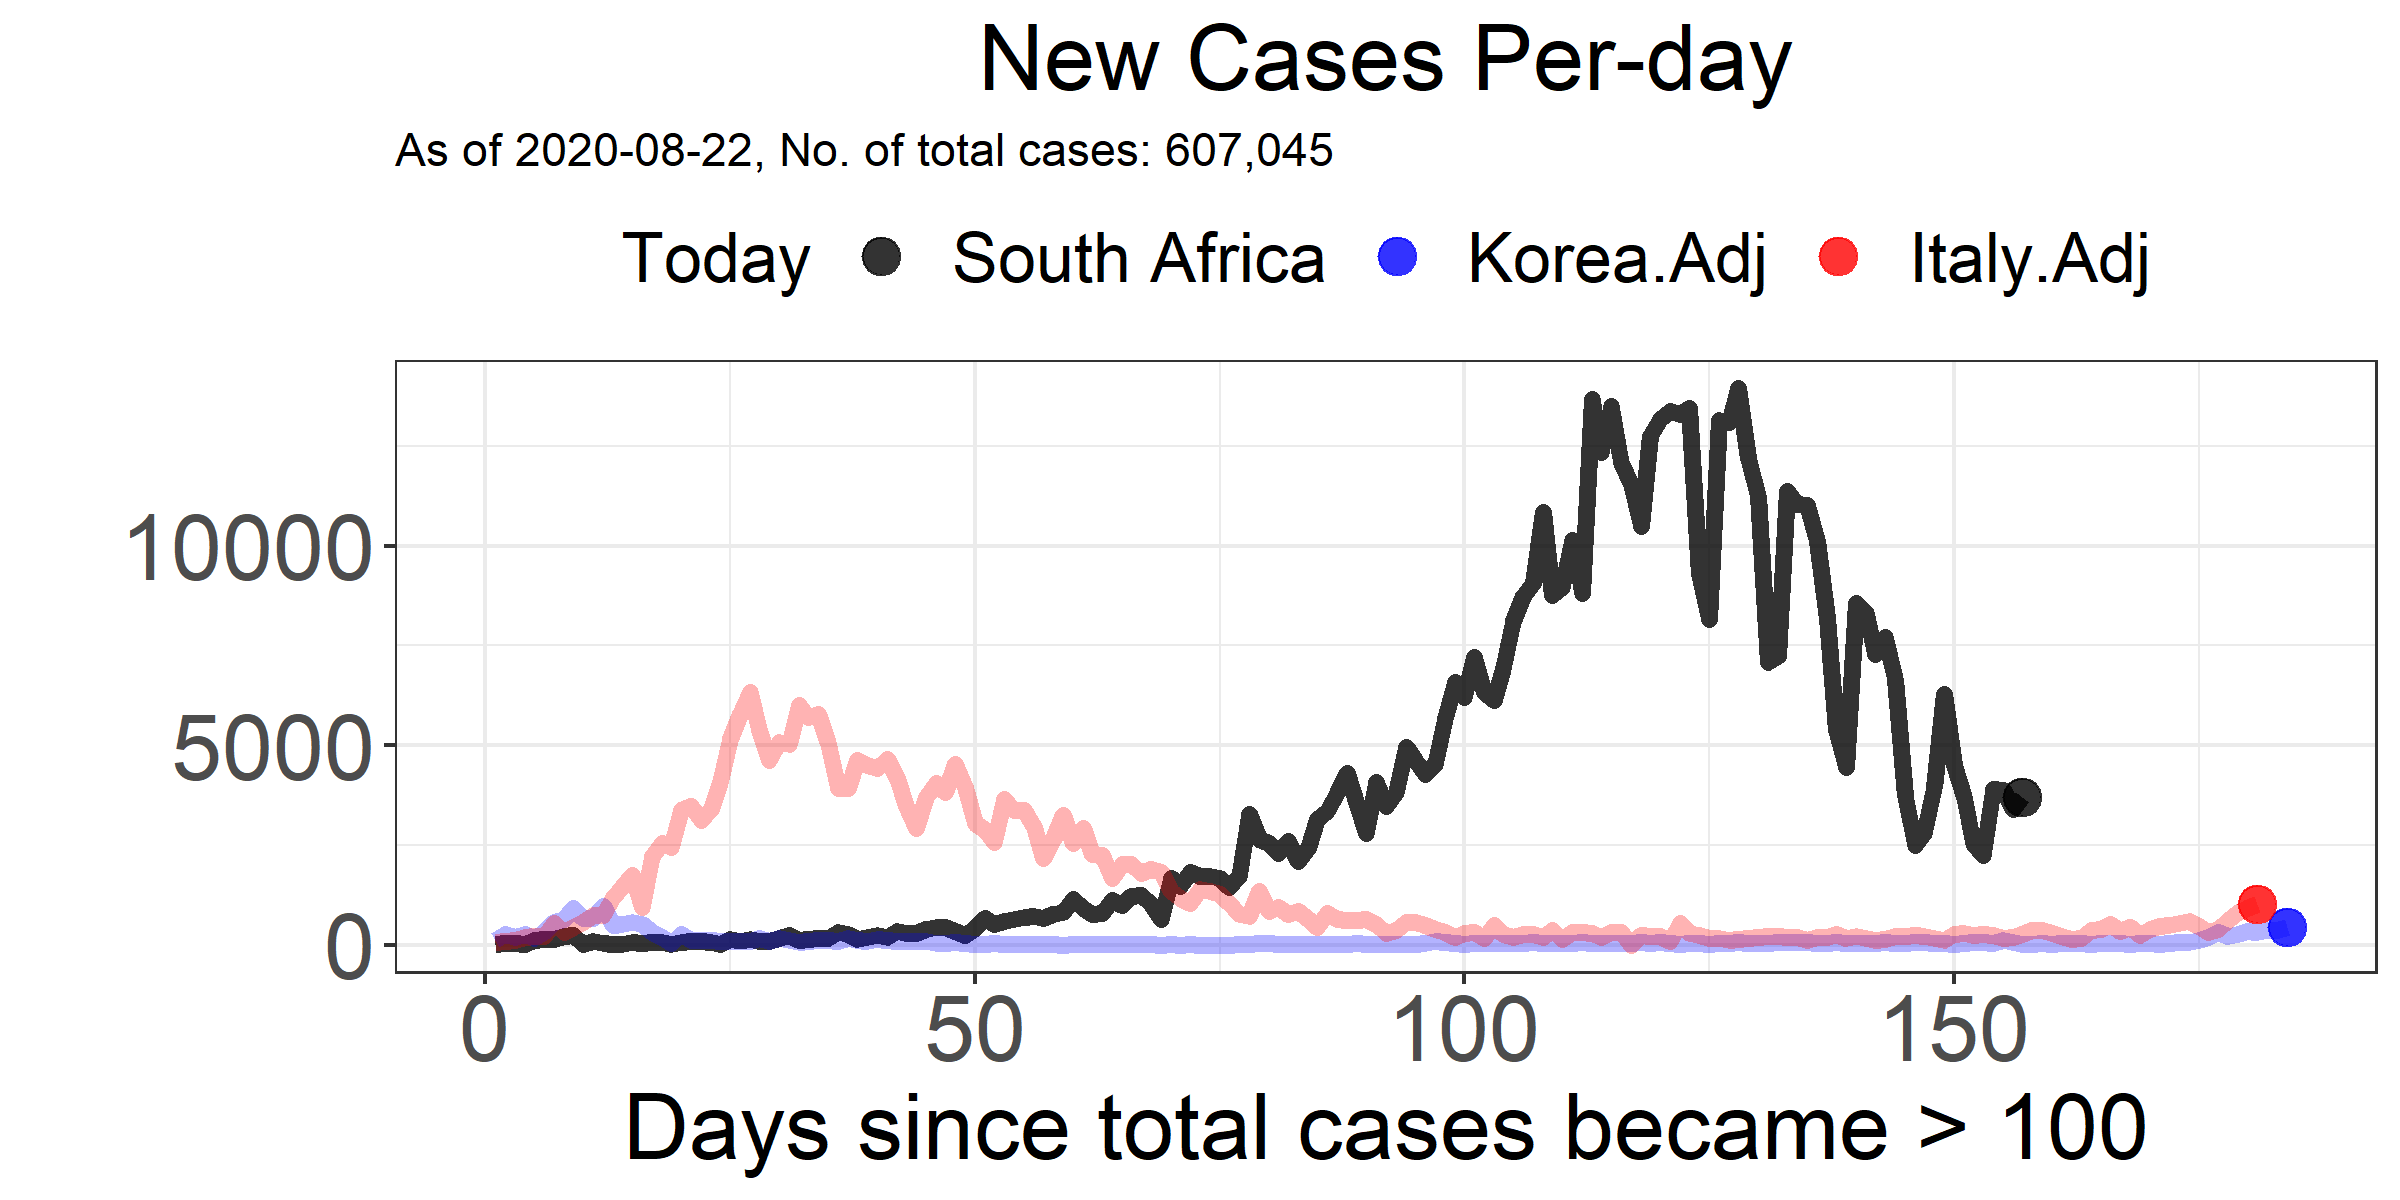 New Cases Per-day
As of 2020-08-22, No. of total cases: 607,045
Today South Africa Korea.Adj Italy.Adj
10000
5000
0
0 50 100 150
Days since total cases became > 100